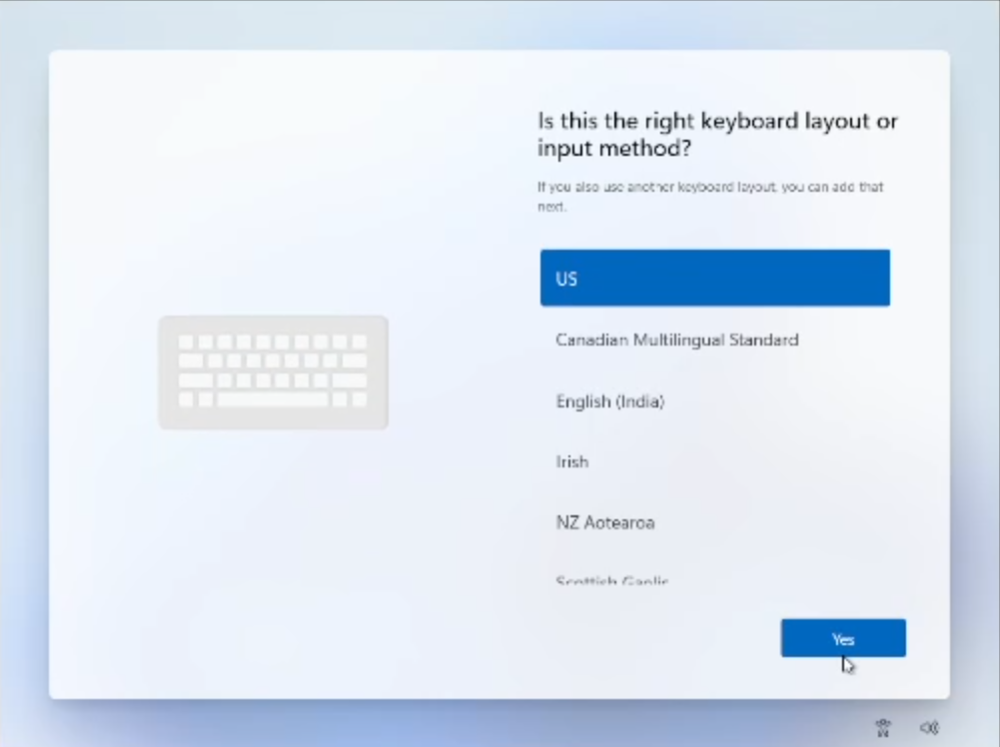 Is this the right keyboard layout or
input method?
If you also use another keyboard layout, you can add that
next.
US
Canadian Multilingual Standard
English (India)
Irish
NZ Aotearoa
Scottish Gaelic
Yes